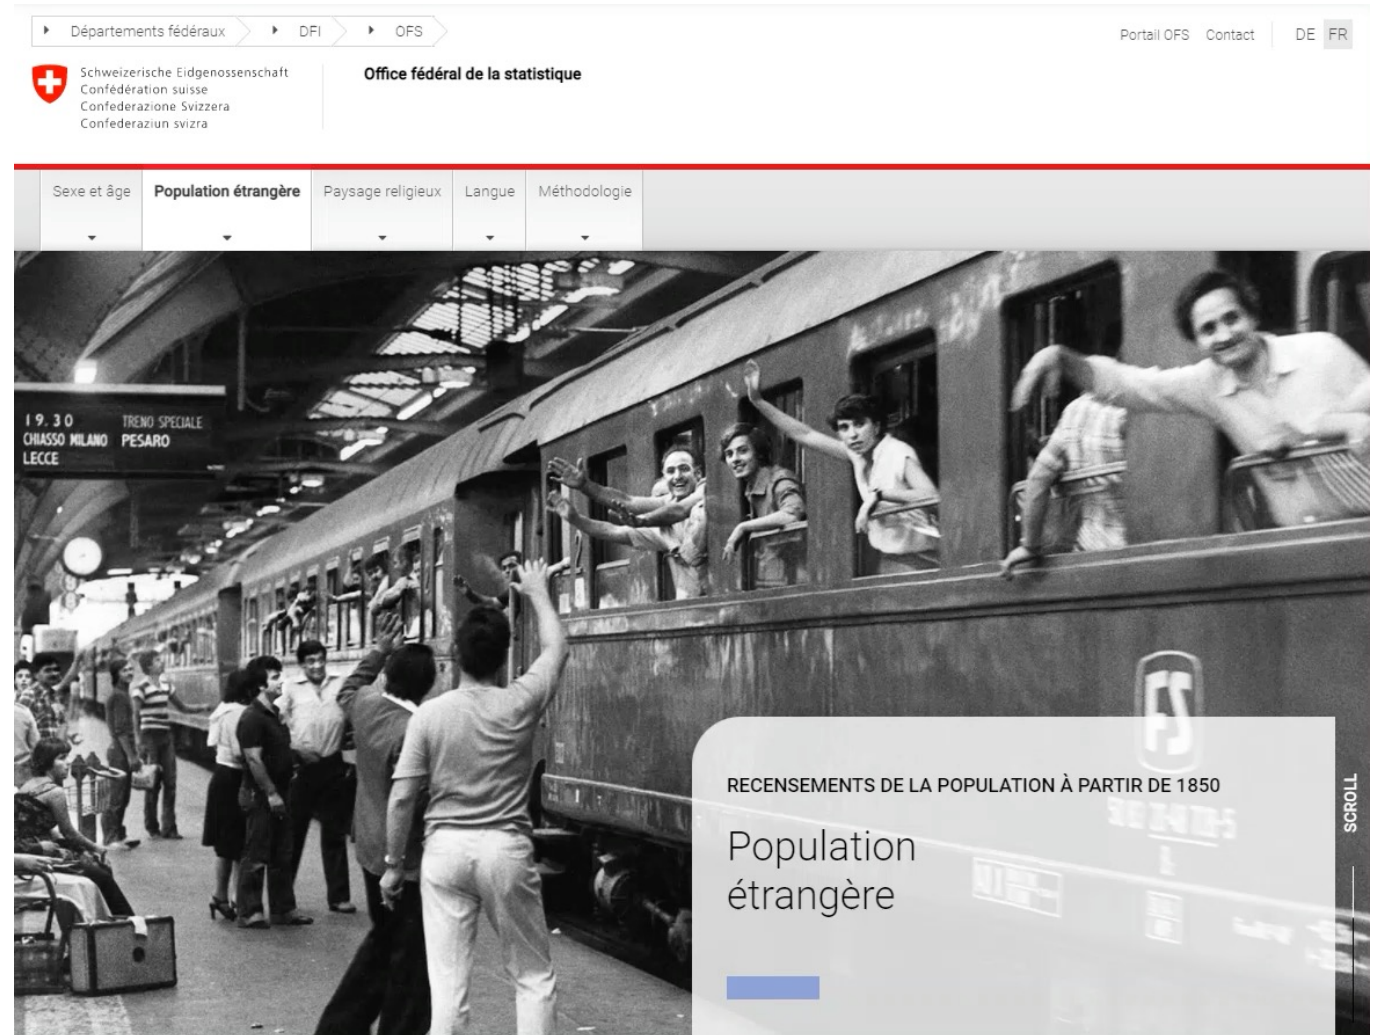 Départements fédéraux DFI OFS
Portail OFS Contact DE FR
Schweizerische Eidgenossenschaft
Confédération suisse
Confederazione Svizzera
Confederaziun svizra
Office fédéral de la statistique
Sexe et âge Population étrangère Paysage religieux Langue Méthodologie
19.30 TRENO SPECIALE
CHIASSO MILANO PESARO
LECCE
2
FS
RECENSEMENTS DE LA POPULATION À PARTIR DE 1850
Population
étrangère
SCROLL